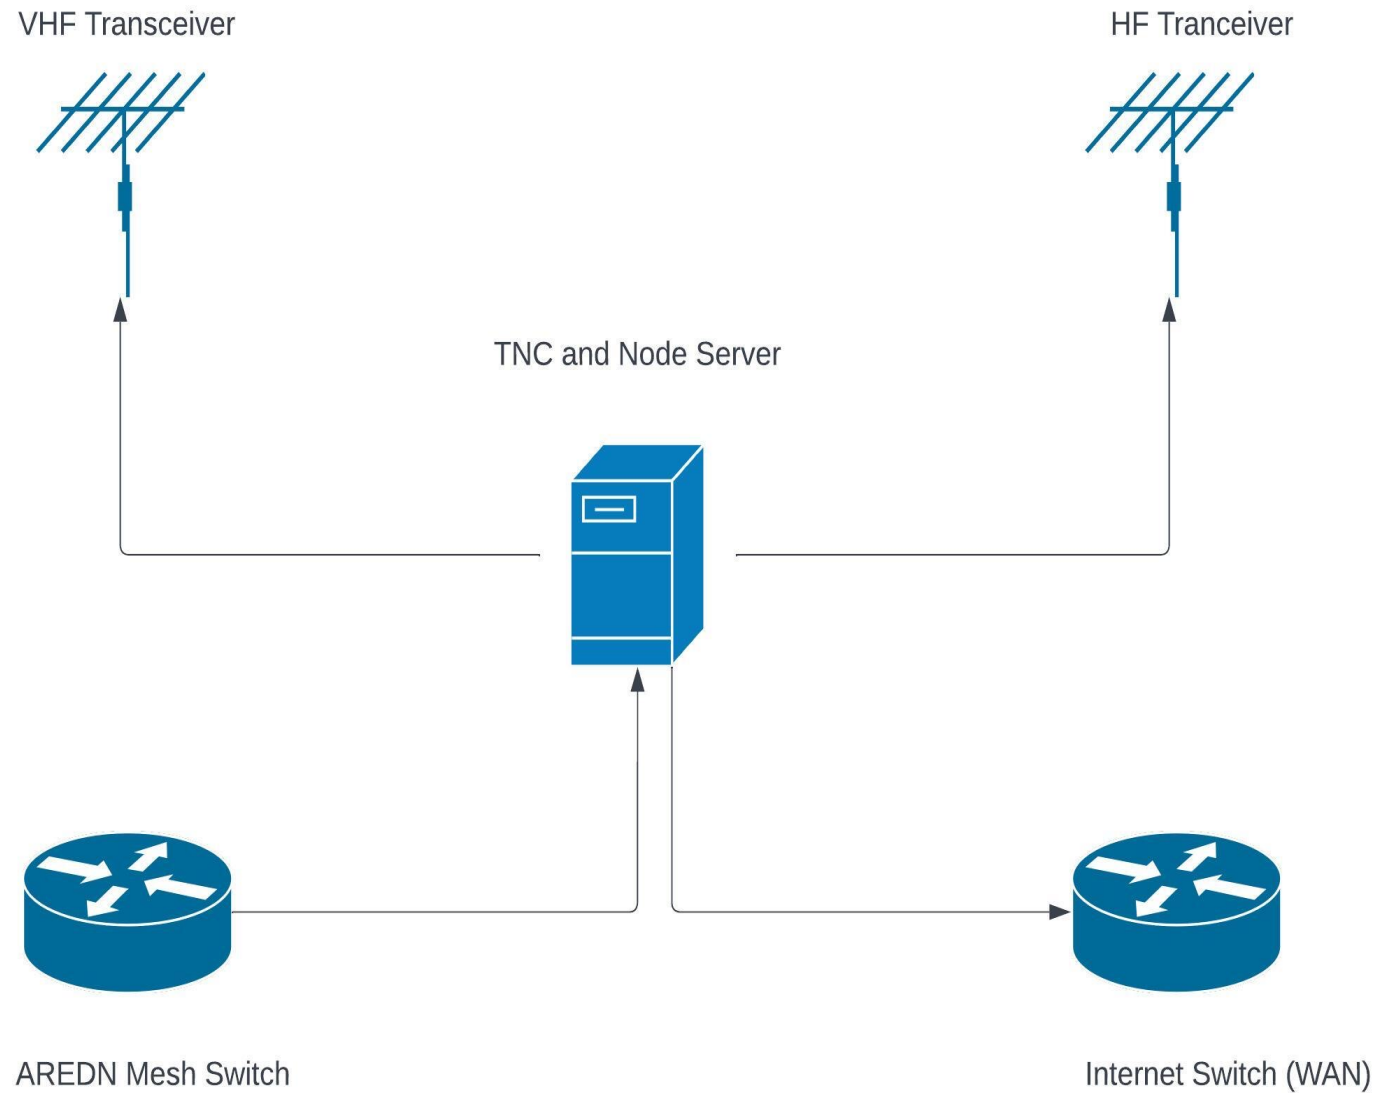 VHF Transceiver
HF Tranceiver
TNC and Node Server
AREDN Mesh Switch
Internet Switch (WAN)